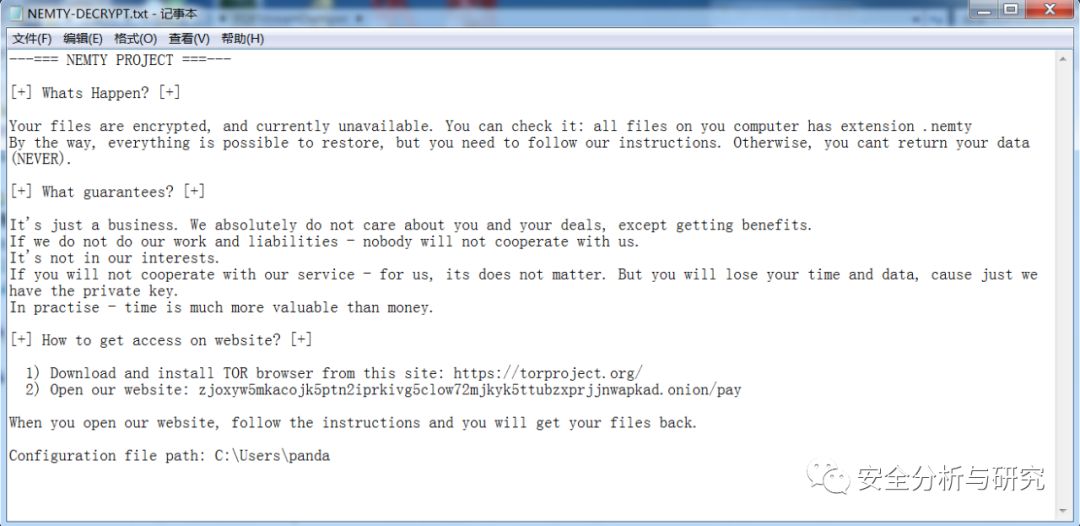 NEMTY-DECRYPT.txt - 记事本
文件(F) 编辑(E) 格式(O) 查看(V) 帮助(H)
---=== NEMTY PROJECT ===---
[+] Whats Happen? [+]
Your files are encrypted, and currently unavailable. You can check it: all files on you computer has extension .nemty
By the way, everything is possible to restore, but you need to follow our instructions. Otherwise, you cant return your data
(NEVER).
[+] What guarantees? [+]
It's just a business. We absolutely do not care about you and your deals, except getting benefits.
If we do not do our work and liabilities - nobody will not cooperate with us.
It's not in our interests.
If you will not cooperate with our service - for us, its does not matter. But you will lose your time and data, cause just we
have the private key.
In practise - time is much more valuable than money.
[+] How to get access on website? [+]
1) Download and install TOR browser from this site: https://torproject.org/
2) Open our website: zjoxyw5mkacojk5ptn2iprkivg5clow72mjkyk5ttubzxprjjnwapkad.onion/pay
When you open our website, follow the instructions and you will get your files back.
Configuration file path: C:\Users\panda
安全分析与研究